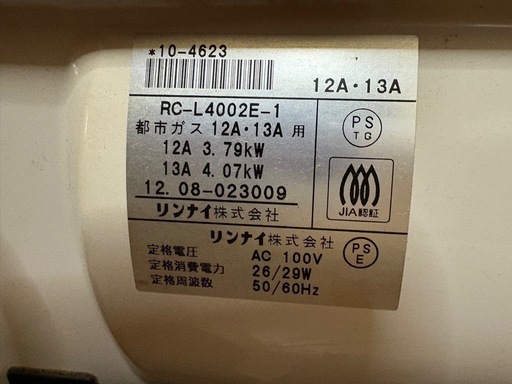 *10-4623
12A・13A
RC-L4002E-1
都市ガス 12A・13A 用
12A 3.79kW
13A 4.07kW
12.08-023009
リンナイ株式会社
PS
TG
JIA認証
リンナイ株式会社
定格電圧 AC 100V
定格消費電力 26/29W
定格周波数 50/60Hz
PS
E